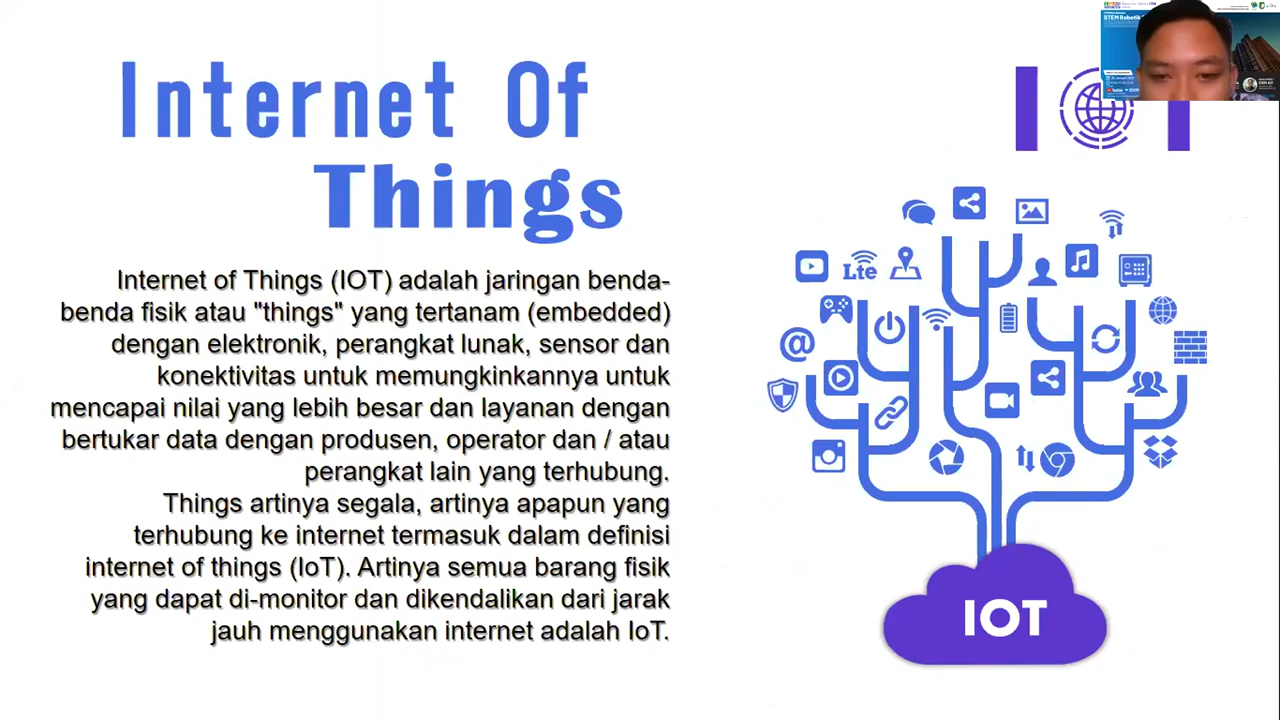 Internet Of
Things
IOT
Internet of Things (IOT) adalah jaringan benda-
benda fisik atau "things" yang tertanam (embedded)
dengan elektronik, perangkat lunak, sensor dan
konektivitas untuk memungkinkannya untuk
mencapai nilai yang lebih besar dan layanan dengan
bertukar data dengan produsen, operator dan / atau
perangkat lain yang terhubung.
Things artinya segala, artinya apapun yang
terhubung ke internet termasuk dalam definisi
internet of things (IoT). Artinya semua barang fisik
yang dapat di-monitor dan dikendalikan dari jarak
jauh menggunakan internet adalah IoT.
Lte
@
IOT
STEM Robotik